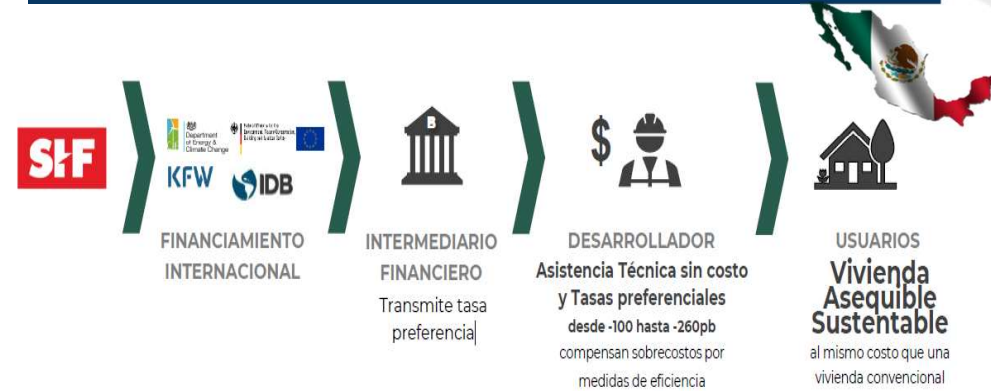 SHF
Department
of Energy &
Climate Change
KFW
IDB
B
$
FINANCIAMIENTO
INTERNACIONAL
INTERMEDIARIO
FINANCIERO
Transmite tasa
preferencia
DESARROLLADOR
Asistencia Técnica sin costo
y Tasas preferenciales
desde -100 hasta -260pb
compensan sobrecostos por
medidas de eficiencia
USUARIOS
Vivienda
Asequible
Sustentable
al mismo costo que una
vivienda convencional